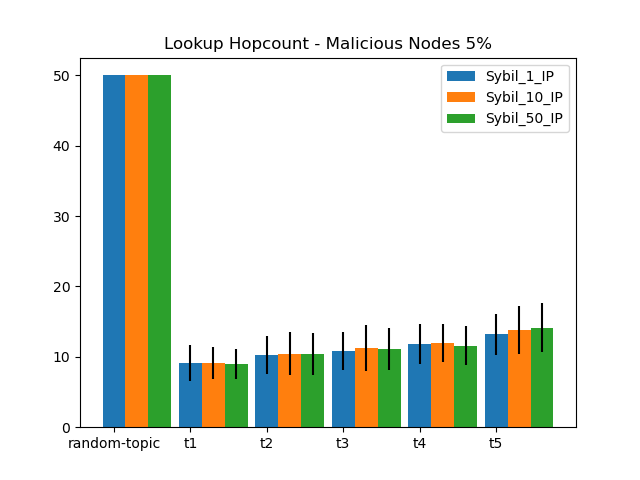 Lookup Hopcount - Malicious Nodes 5%
Sybil_1_IP
Sybil_10_IP
Sybil_50_IP
50
40
30
20
10
0
random-topic t1 t2 t3 t4 t5